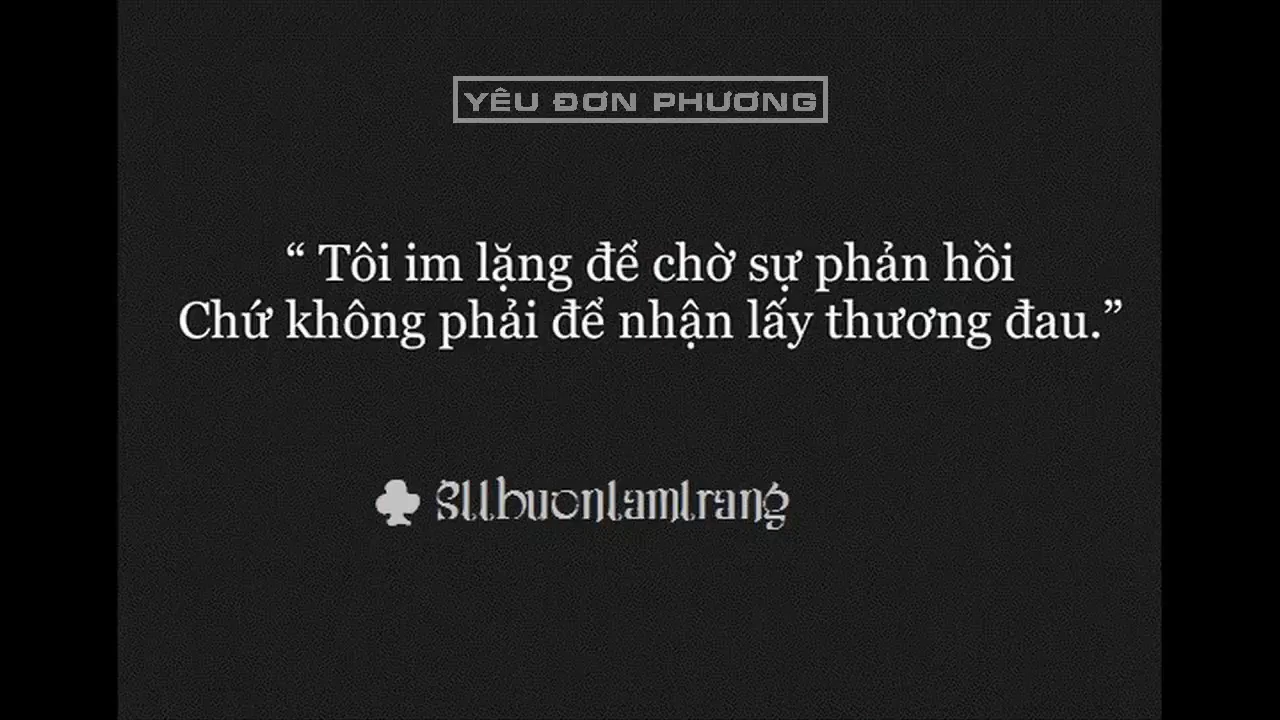 YÊU ĐƠN PHƯƠNG
“ Tôi im lặng để chờ sự phản hồi
Chứ không phải để nhận lấy thương đau.”